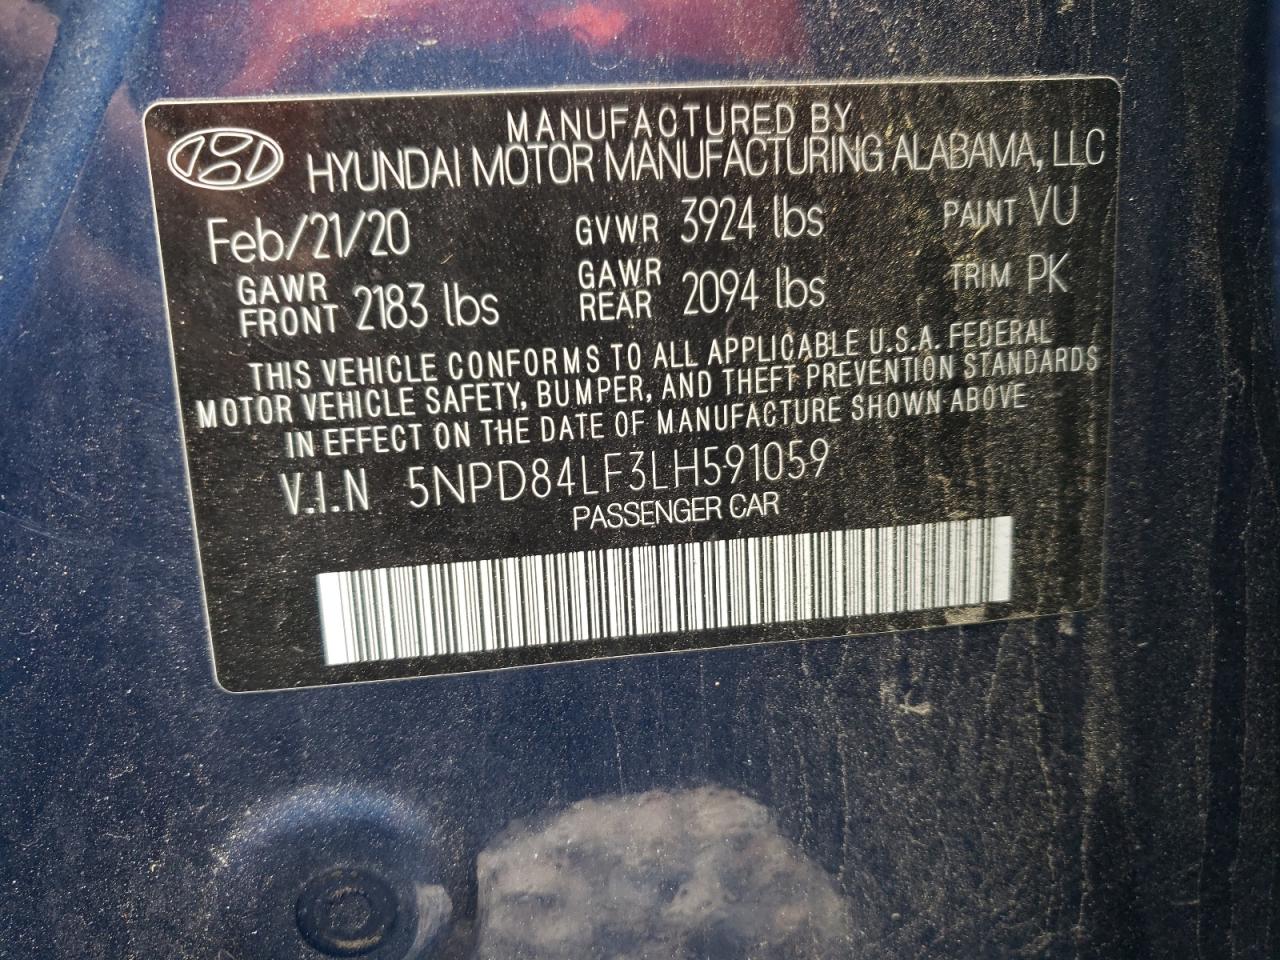 MANUFACTURED BY
HYUNDAI MOTOR MANUFACTURING ALABAMA, LLC
Feb/21/20 GVWR 3924 lbs PAINT VU
GAWR FRONT 2183 lbs GAWR REAR 2094 lbs TRIM PK
THIS VEHICLE CONFORMS TO ALL APPLICABLE U.S.A. FEDERAL
MOTOR VEHICLE SAFETY, BUMPER, AND THEFT PREVENTION STANDARDS
IN EFFECT ON THE DATE OF MANUFACTURE SHOWN ABOVE
V.I.N 5NPD84LF3LH591059
PASSENGER CAR